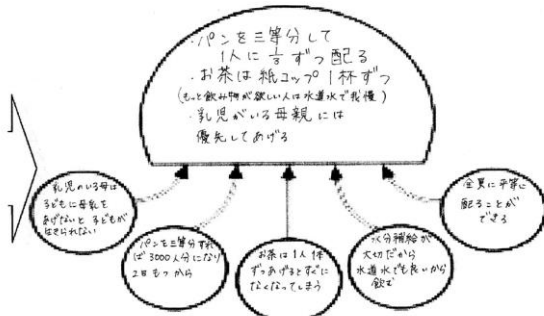 ・パンを三等分して
1人に1/3ずつ配る
・お茶は紙コップ1杯ずつ
(もっと飲み物が欲しい人は水道水で我慢)
・乳児がいる母親には
優先してあげる
乳児のいる母は
子どもに母乳を
あげないと子どもが
パンを三等分すれ
ば3000人分になり
2日もつから
お茶は1人1本
ずつあげるとすぐに
なくなってしまう
水分補給が
大切だから
水道水でも良いから
飲む
全員に平等に
配ることが
できる